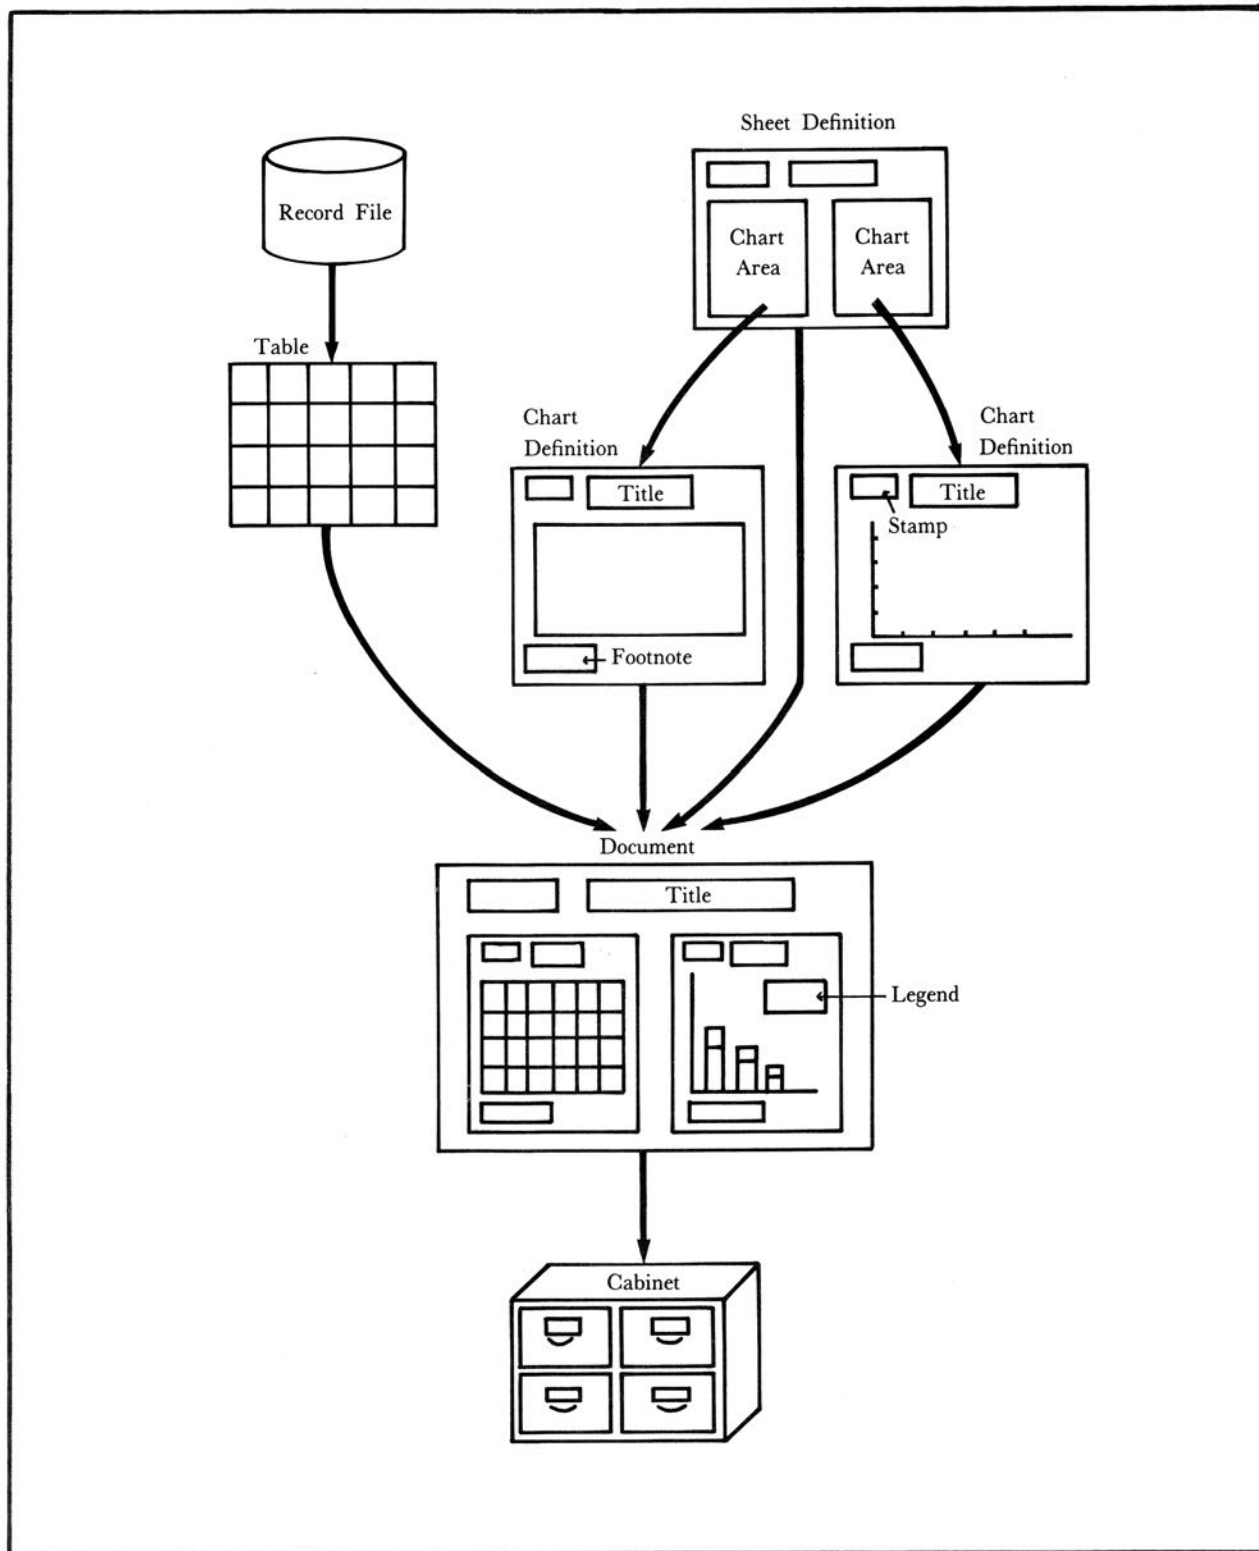 Sheet Definition
Record File
Chart
Area
Chart
Area
Table
Chart
Definition
Chart
Definition
Title
Title
Stamp
Footnote
Document
Title
Legend
Cabinet